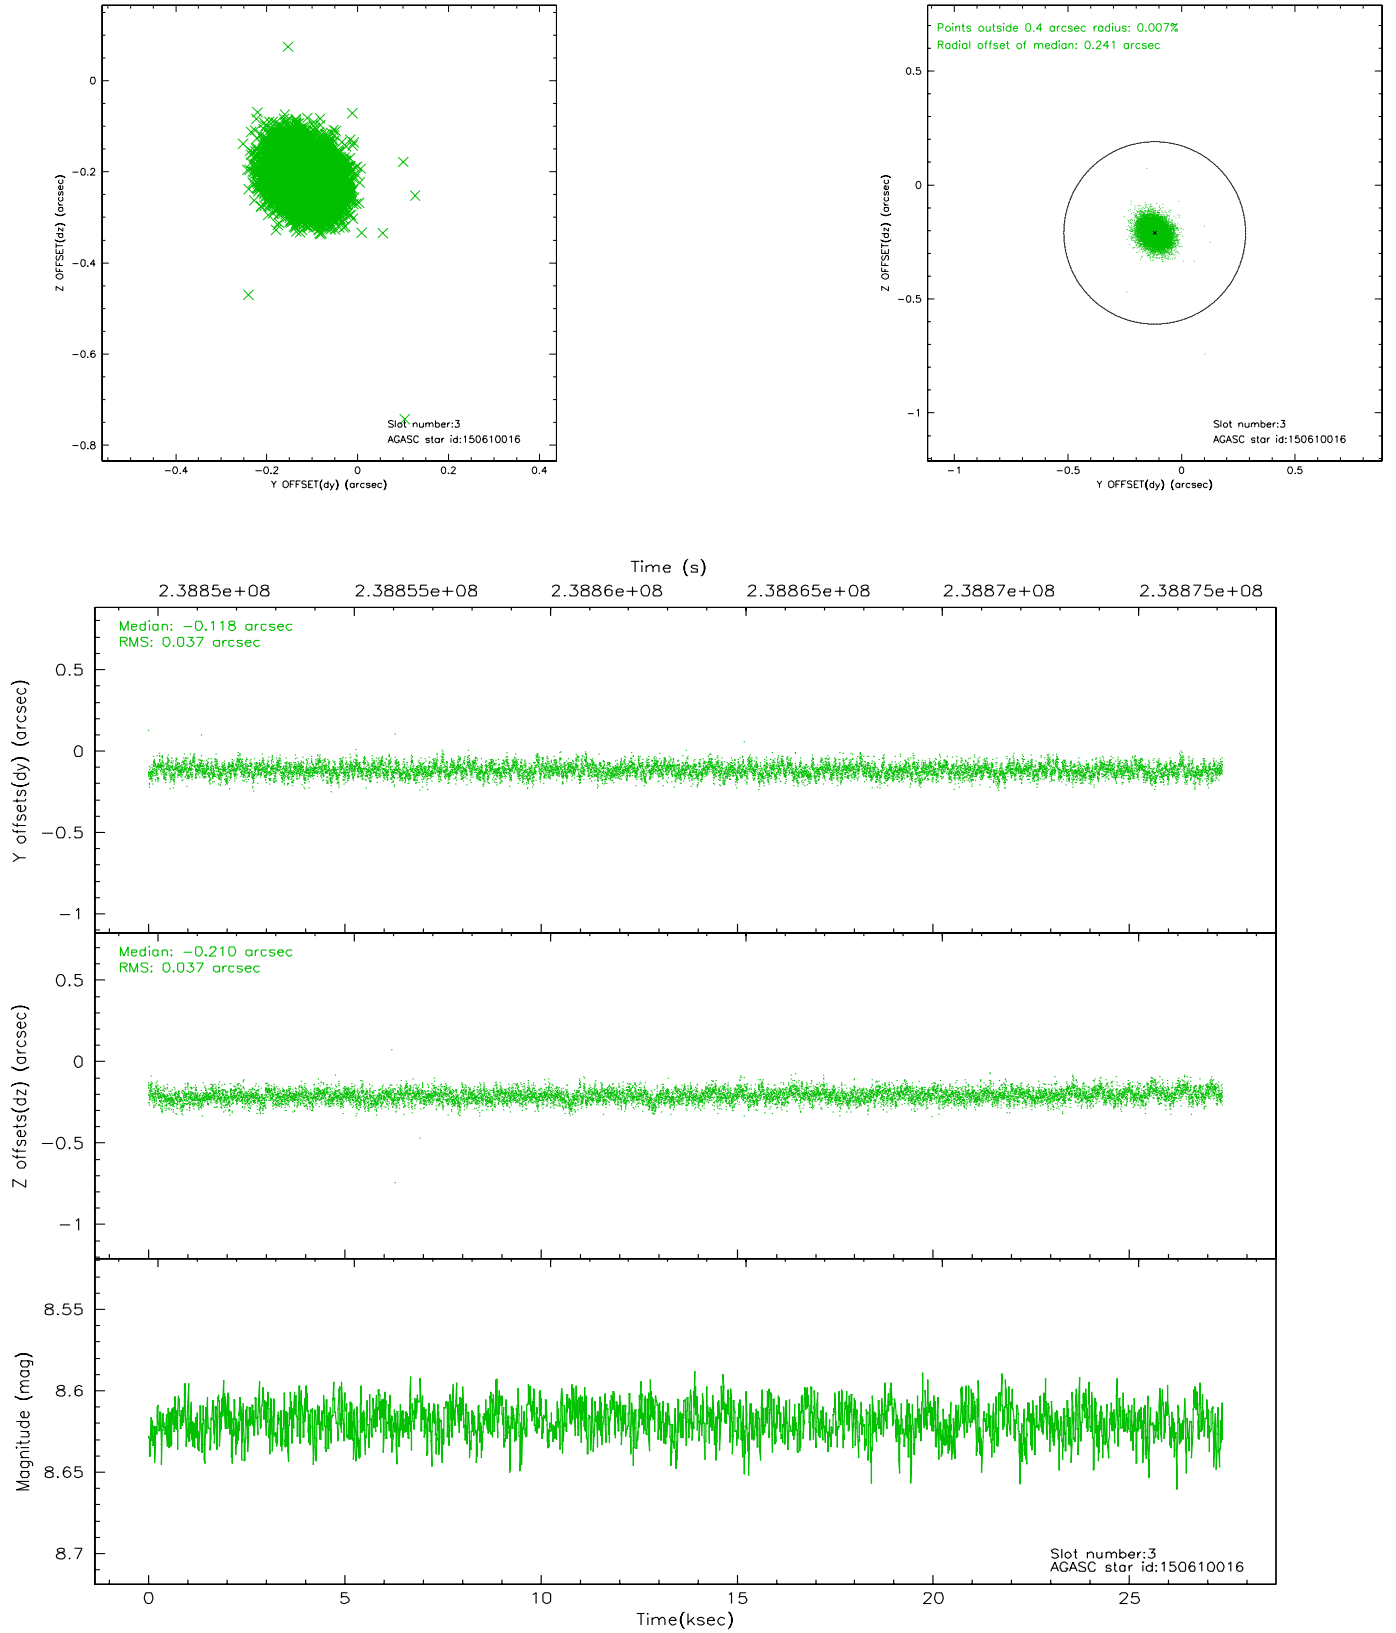 0
−0.2
−0.4
−0.6
−0.8
Z OFFSET(dz) (arcsec)
Slot number:3
AGASC star id:150610016
−0.4
−0.2
0
0.2
0.4
Y OFFSET(dy) (arcsec)
Points outside 0.4 arcsec radius: 0.007%
Radial offset of median: 0.241 arcsec
0.5
0
−0.5
−1
Z OFFSET(dz) (arcsec)
Slot number:3
AGASC star id:150610016
−1
−0.5
0
0.5
Y OFFSET(dy) (arcsec)
Time (s)
2.3885e+08
2.38855e+08
2.3886e+08
2.38865e+08
2.3887e+08
2.38875e+08
Median: −0.118 arcsec
RMS: 0.037 arcsec
0.5
0
−0.5
−1
Y offsets(dy) (arcsec)
Median: −0.210 arcsec
RMS: 0.037 arcsec
0.5
0
−0.5
−1
Z offsets(dz) (arcsec)
8.55
8.6
8.65
8.7
Magnitude (mag)
Slot number:3
AGASC star id:150610016
0
5
10
15
20
25
Time(ksec)